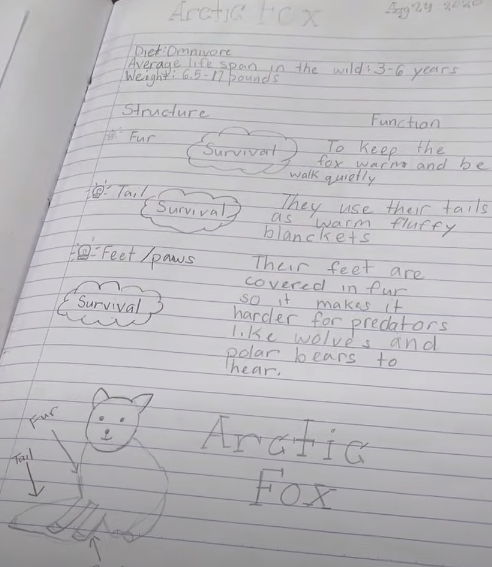 Arctic Fox
Aug 24 2020
Diet: Omnivore
Average life span in the wild: 3-6 years
Weight: 6.5-17 pounds
Structure
Function
Fur
Survival
To keep the
fox warm and be
walk quietly
Tail
Survival
They use their tails
as warm fluffy
blanckets
Feet/paws
Survival
Their feet are
covered in fur
so it makes it
harder for predators
like wolves and
polar bears to
hear.
Fur
Tail
Arctic
Fox